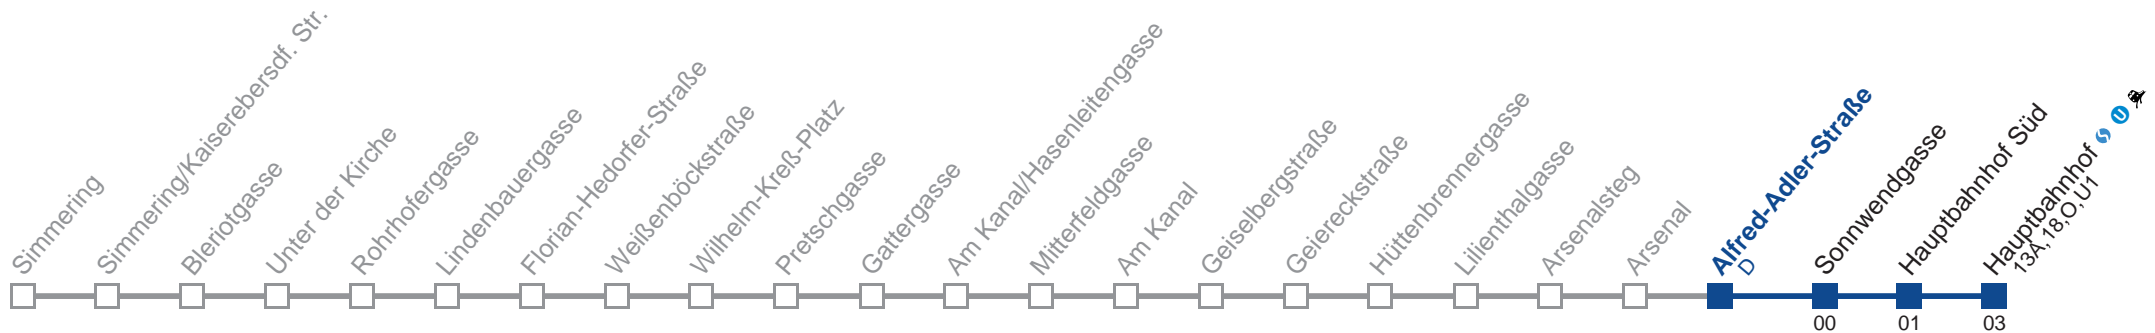 Simmering
Simmering/Kaiserebersdf. Str.
Bleriotgasse
Unter der Kirche
Rohrhofergasse
Lindenbauergasse
Florian-Hedorfer-Straße
Weißenböckstraße
Wilhelm-Kreß-Platz
Pretschgasse
Gattergasse
Am Kanal/Hasenleitengasse
Mitterfeldgasse
Am Kanal
Geiselbergstraße
Geiereckstraße
Hüttenbrennergasse
Lilienthalgasse
Arsenalsteg
Arsenal
Alfred-Adler-Straße
D
Sonnwendgasse
Hauptbahnhof Süd
Hauptbahnhof S U
13A,18,O,U1
00 01 03